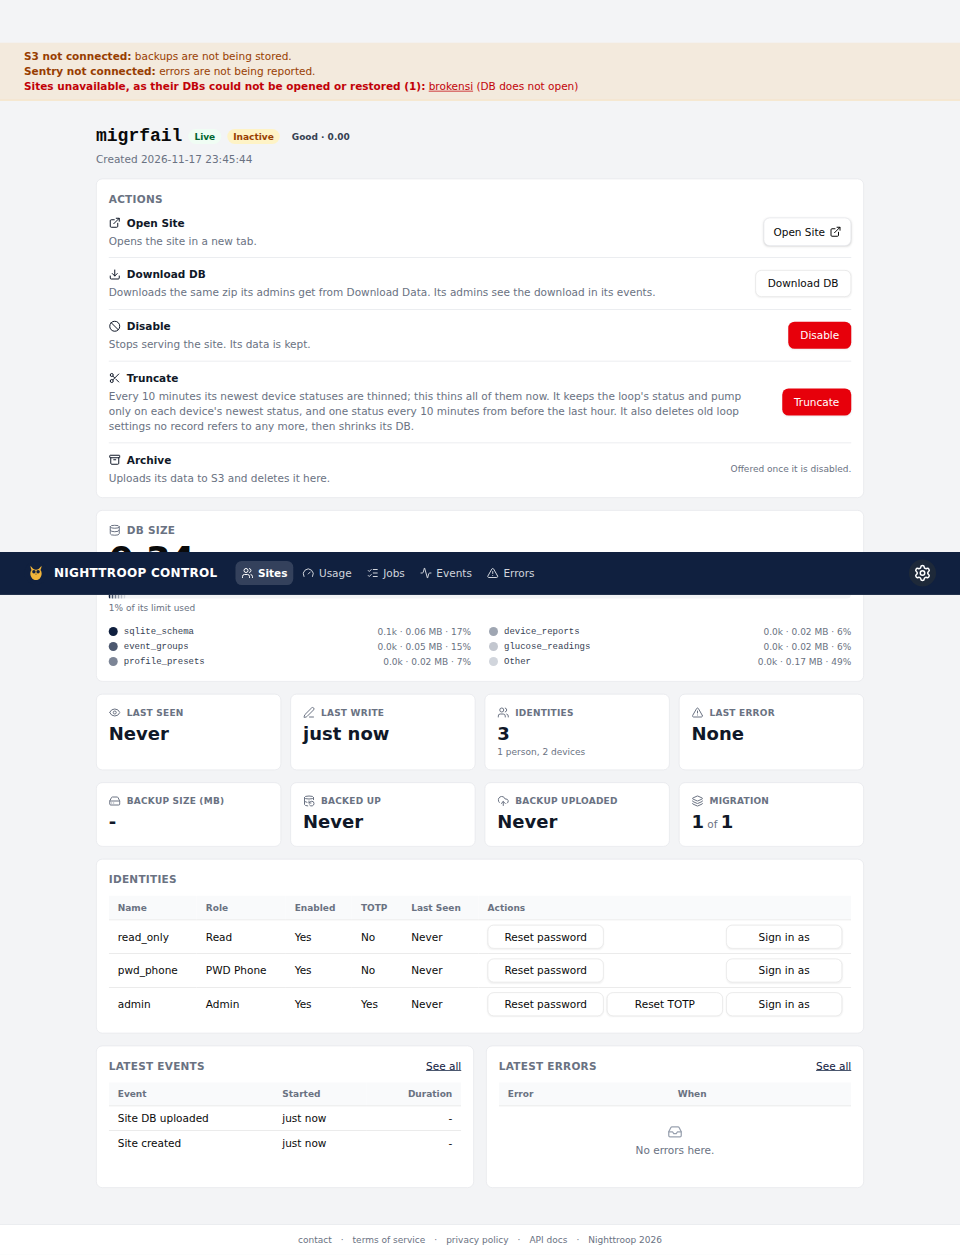 S3 not connected: backups are not being stored.
Sentry not connected: errors are not being reported.
Sites unavailable, as their DBs could not be opened or restored (1): brokensi (DB does not open)
migrfail Live Inactive Good · 0.00
Created 2026-11-17 23:45:44
ACTIONS
Open Site
Opens the site in a new tab.
Open Site
Download DB
Downloads the same zip its admins get from Download Data. Its admins see the download in its events.
Download DB
Disable
Stops serving the site. Its data is kept.
Disable
Truncate
Every 10 minutes its newest device statuses are thinned; this thins all of them now. It keeps the loop's status and pump
only on each device's newest status, and one status every 10 minutes from before the last hour. It also deletes old loop
settings no record refers to any more, then shrinks its DB.
Truncate
Archive
Uploads its data to S3 and deletes it here.
Offered once it is disabled.
DB SIZE
NIGHTTROOP CONTROL Sites Usage Jobs Events Errors
1% of its limit used
sqlite_schema 0.1k · 0.06 MB · 17%
event_groups 0.0k · 0.05 MB · 15%
profile_presets 0.0k · 0.02 MB · 7%
device_reports 0.0k · 0.02 MB · 6%
glucose_readings 0.0k · 0.02 MB · 6%
Other 0.0k · 0.17 MB · 49%
LAST SEEN
Never
LAST WRITE
just now
IDENTITIES
3
1 person, 2 devices
LAST ERROR
None
BACKUP SIZE (MB)
-
BACKED UP
Never
BACKUP UPLOADED
Never
MIGRATION
1 of 1
IDENTITIES
Name Role Enabled TOTP Last Seen Actions
read_only Read Yes No Never Reset password Sign in as
pwd_phone PWD Phone Yes No Never Reset password Sign in as
admin Admin Yes Yes Never Reset password Reset TOTP Sign in as
LATEST EVENTS See all
Event Started Duration
Site DB uploaded just now -
Site created just now -
LATEST ERRORS See all
Error When
No errors here.
contact · terms of service · privacy policy · API docs · Nighttroop 2026